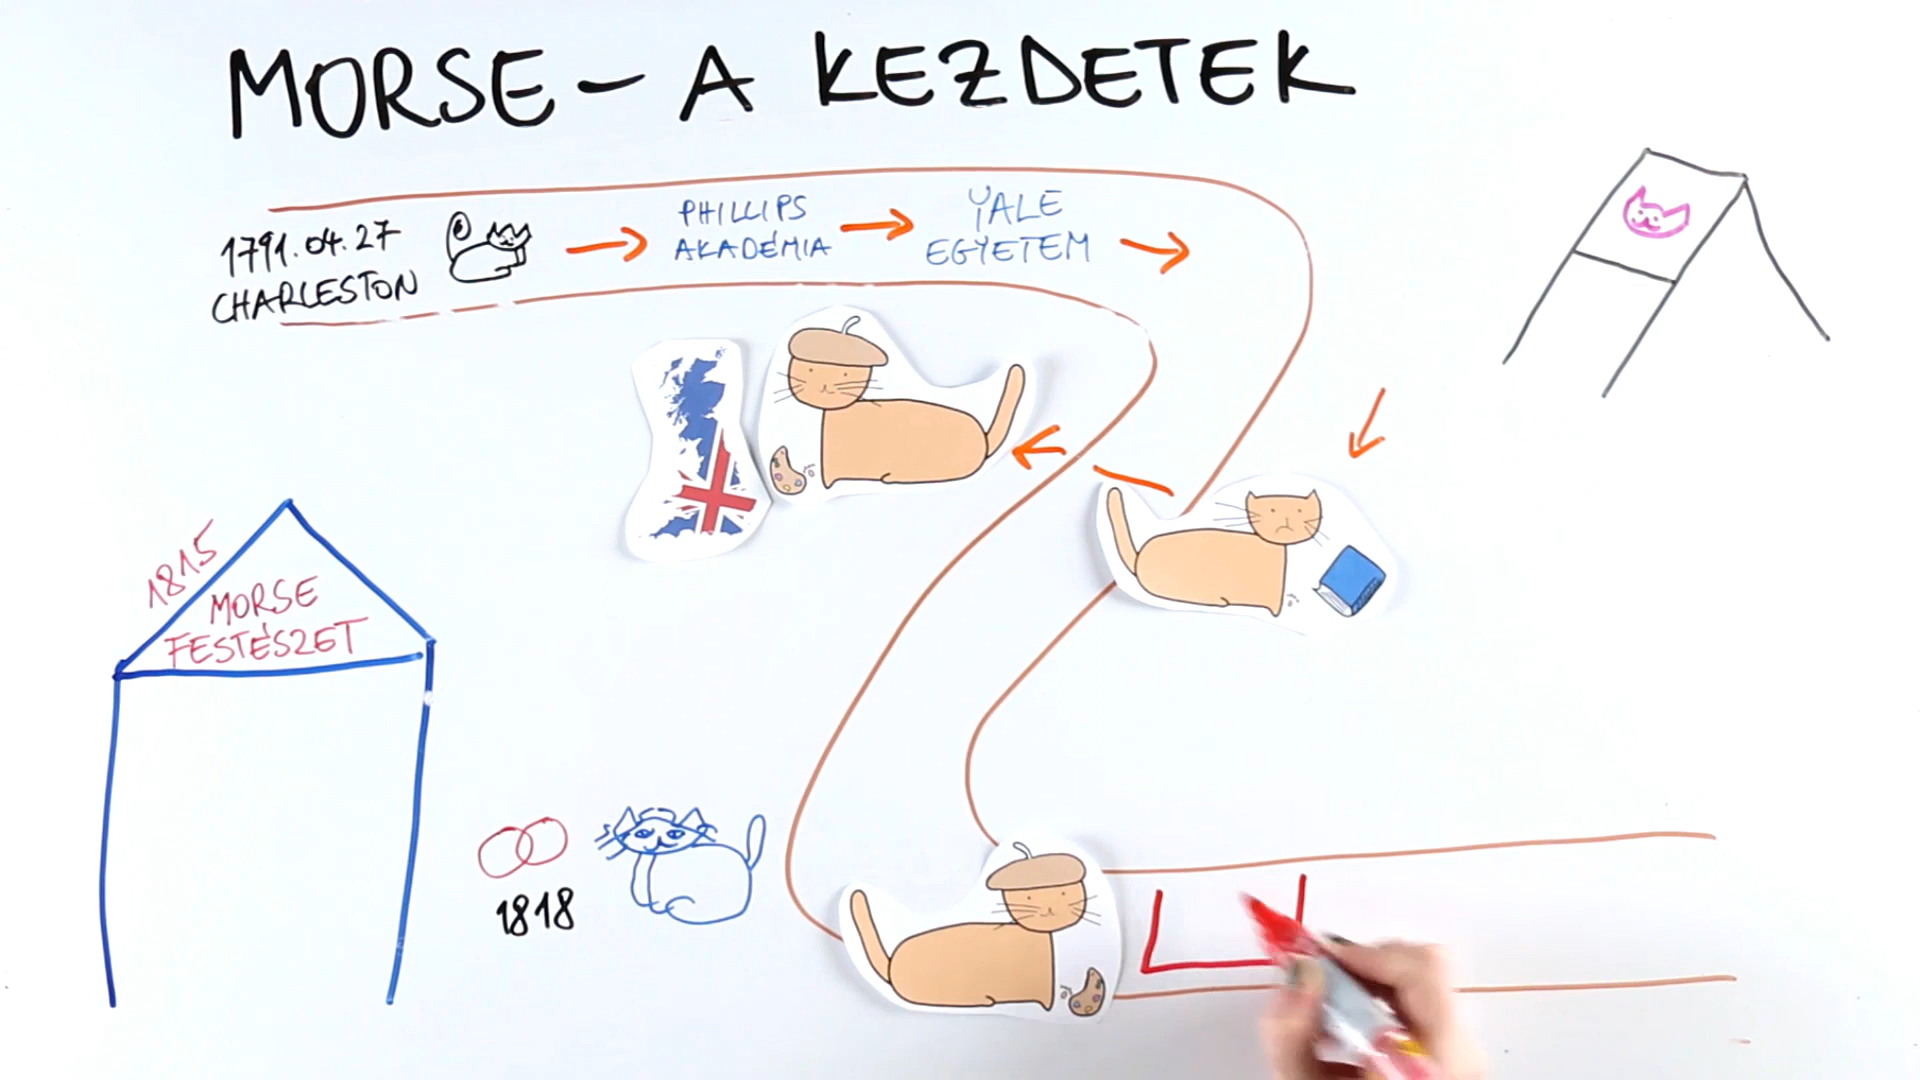 MORSE – A KEZDETEK
1791.04.27
CHARLESTON
PHILLIPS
AKADÉMIA
YALE
EGYETEM
1815
MORSE
FESTÉSZET
1818